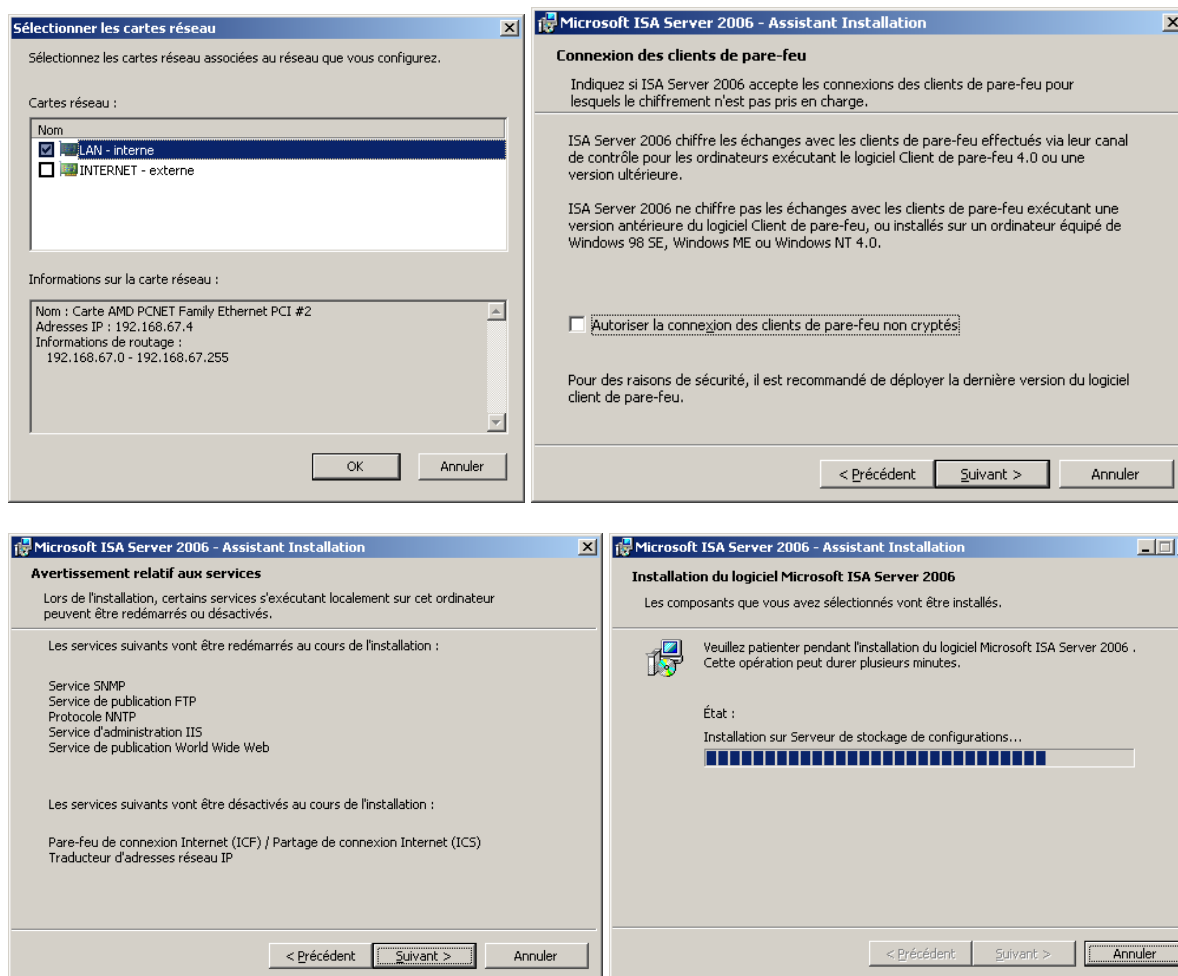 Sélectionner les cartes réseau
Sélectionnez les cartes réseau associées au réseau que vous configurez.
Cartes réseau :
Nom
LAN - interne
INTERNET - externe
Informations sur la carte réseau :
Nom : Carte AMD PCNET Family Ethernet PCI #2
Adresses IP : 192.168.67.4
Informations de routage :
192.168.67.0 - 192.168.67.255
OK
Annuler
Microsoft ISA Server 2006 - Assistant Installation
Connexion des clients de pare-feu
Indiquez si ISA Server 2006 accepte les connexions des clients de pare-feu pour
lesquels le chiffrement n'est pas pris en charge.
ISA Server 2006 chiffre les échanges avec les clients de pare-feu effectués via leur canal
de contrôle pour les ordinateurs exécutant le logiciel Client de pare-feu 4.0 ou une
version ultérieure.
ISA Server 2006 ne chiffre pas les échanges avec les clients de pare-feu exécutant une
version antérieure du logiciel Client de pare-feu, ou installés sur un ordinateur équipé de
Windows 98 SE, Windows ME ou Windows NT 4.0.
Autoriser la connexion des clients de pare-feu non cryptés
Pour des raisons de sécurité, il est recommandé de déployer la dernière version du logiciel
client de pare-feu.
< Précédent
Suivant >
Annuler
Microsoft ISA Server 2006 - Assistant Installation
Avertissement relatif aux services
Lors de l'installation, certains services s'exécutant localement sur cet ordinateur
peuvent être redémarrés ou désactivés.
Les services suivants vont être redémarrés au cours de l'installation :
Service SNMP
Service de publication FTP
Protocole NNTP
Service d'administration IIS
Service de publication World Wide Web
Les services suivants vont être désactivés au cours de l'installation :
Pare-feu de connexion Internet (ICF) / Partage de connexion Internet (ICS)
Traducteur d'adresses réseau IP
< Précédent
Suivant >
Annuler
Microsoft ISA Server 2006 - Assistant Installation
Installation du logiciel Microsoft ISA Server 2006
Les composants que vous avez sélectionnés vont être installés.
Veuillez patienter pendant l'installation du logiciel Microsoft ISA Server 2006 .
Cette opération peut durer plusieurs minutes.
État :
Installation sur Serveur de stockage de configurations...
< Précédent
Suivant >
Annuler